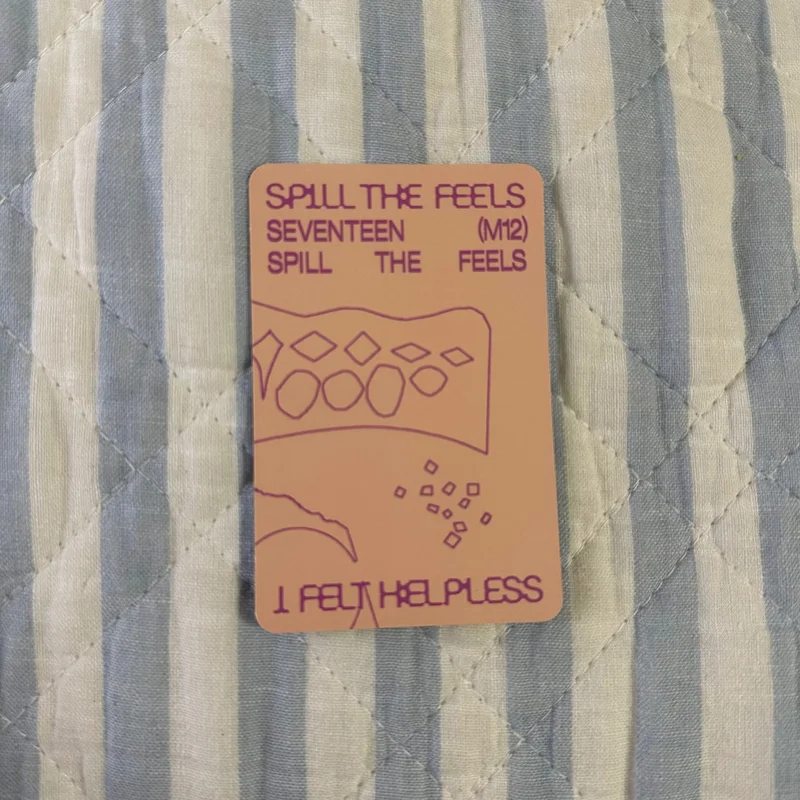 SPILL THE FEELS
SEVENTEEN (M12)
SPILL THE FEELS
I FELT HELPLESS